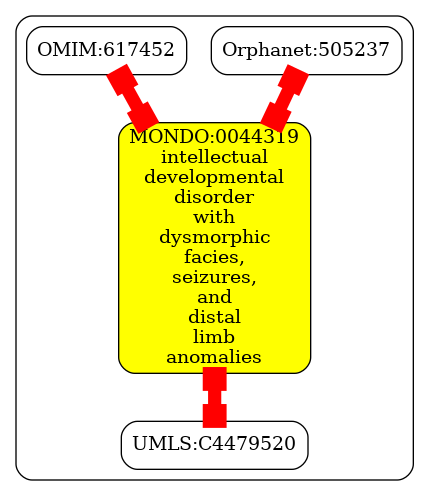 OMIM:617452
Orphanet:505237
MONDO:0044319
intellectual
developmental
disorder
with
dysmorphic
facies,
seizures,
and
distal
limb
anomalies
UMLS:C4479520